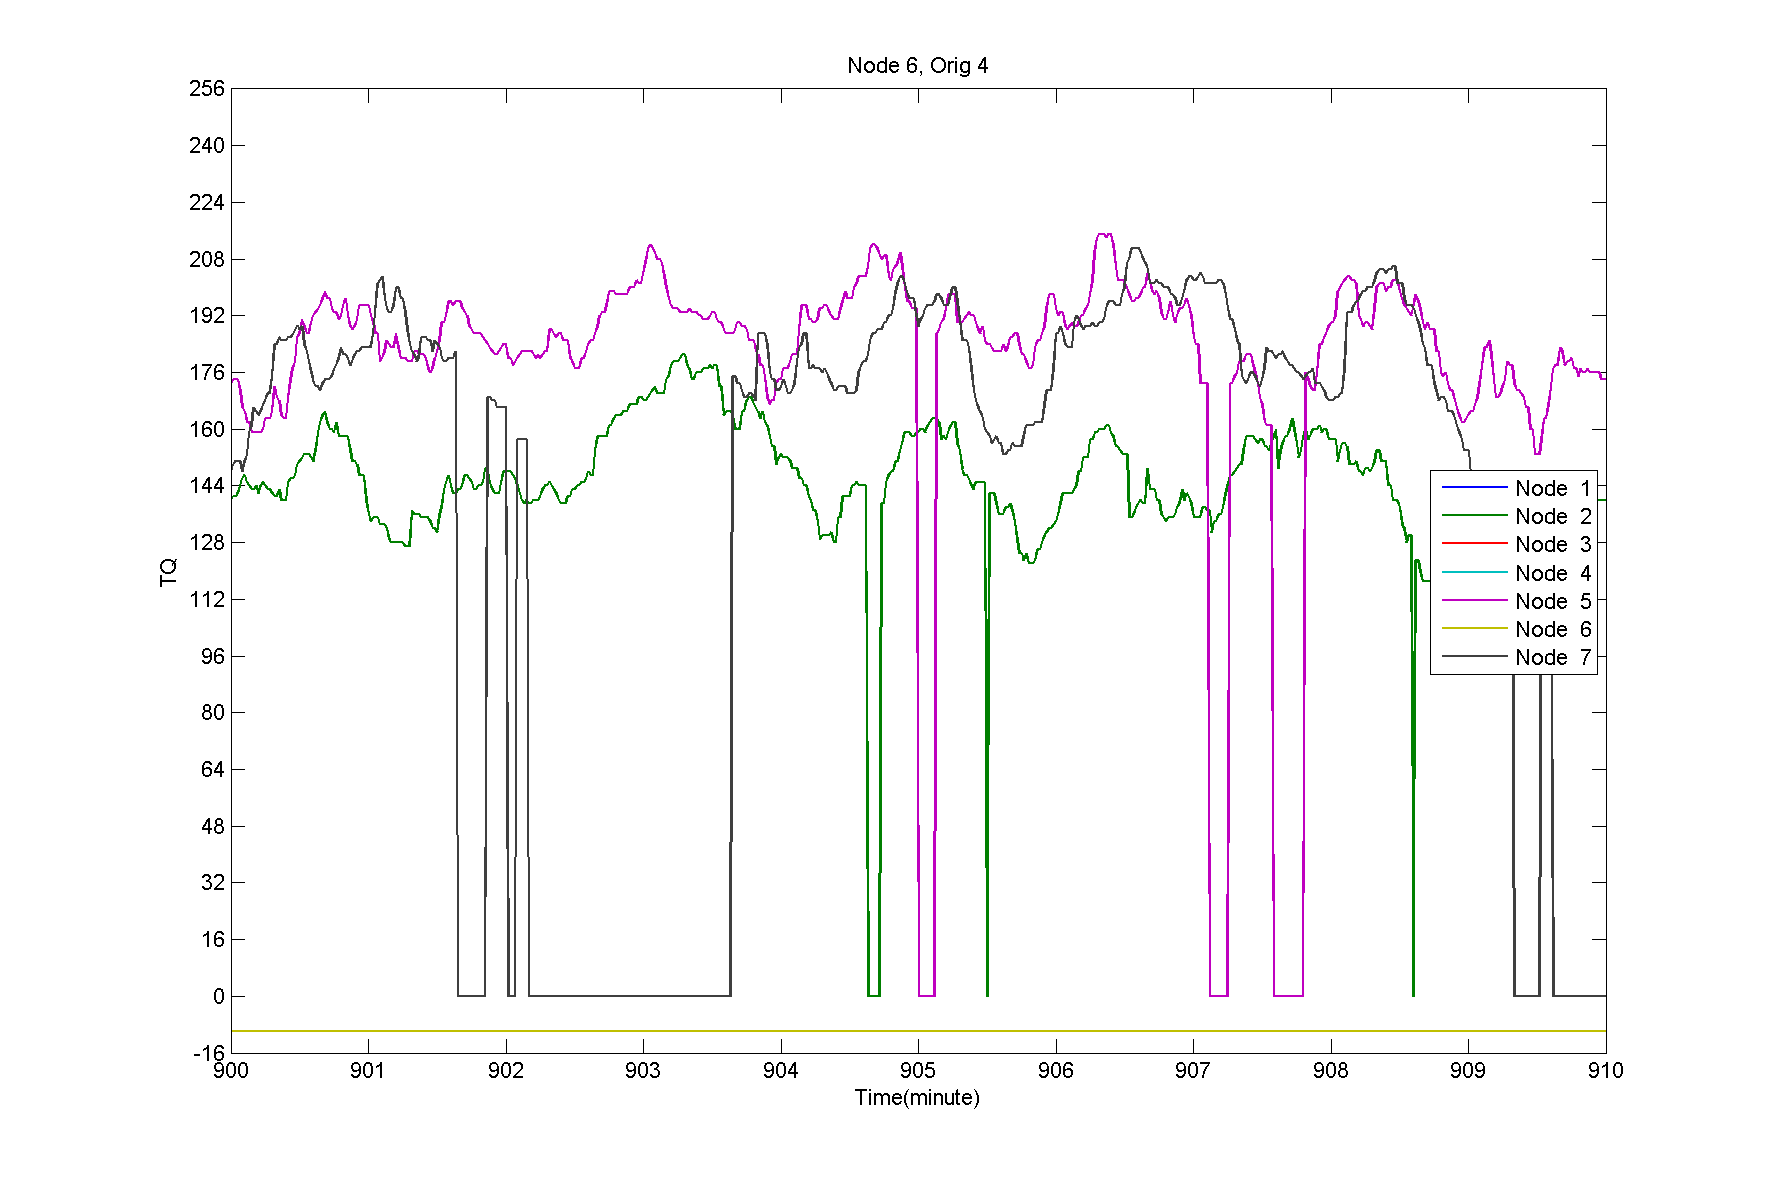 Node 6, Orig 4
256
240
224
208
192
176
160
144
128
112
96
80
64
48
32
16
0
-16
TQ
Node 1
Node 2
Node 3
Node 4
Node 5
Node 6
Node 7
900 901 902 903 904 905 906 907 908 909 910
Time(minute)